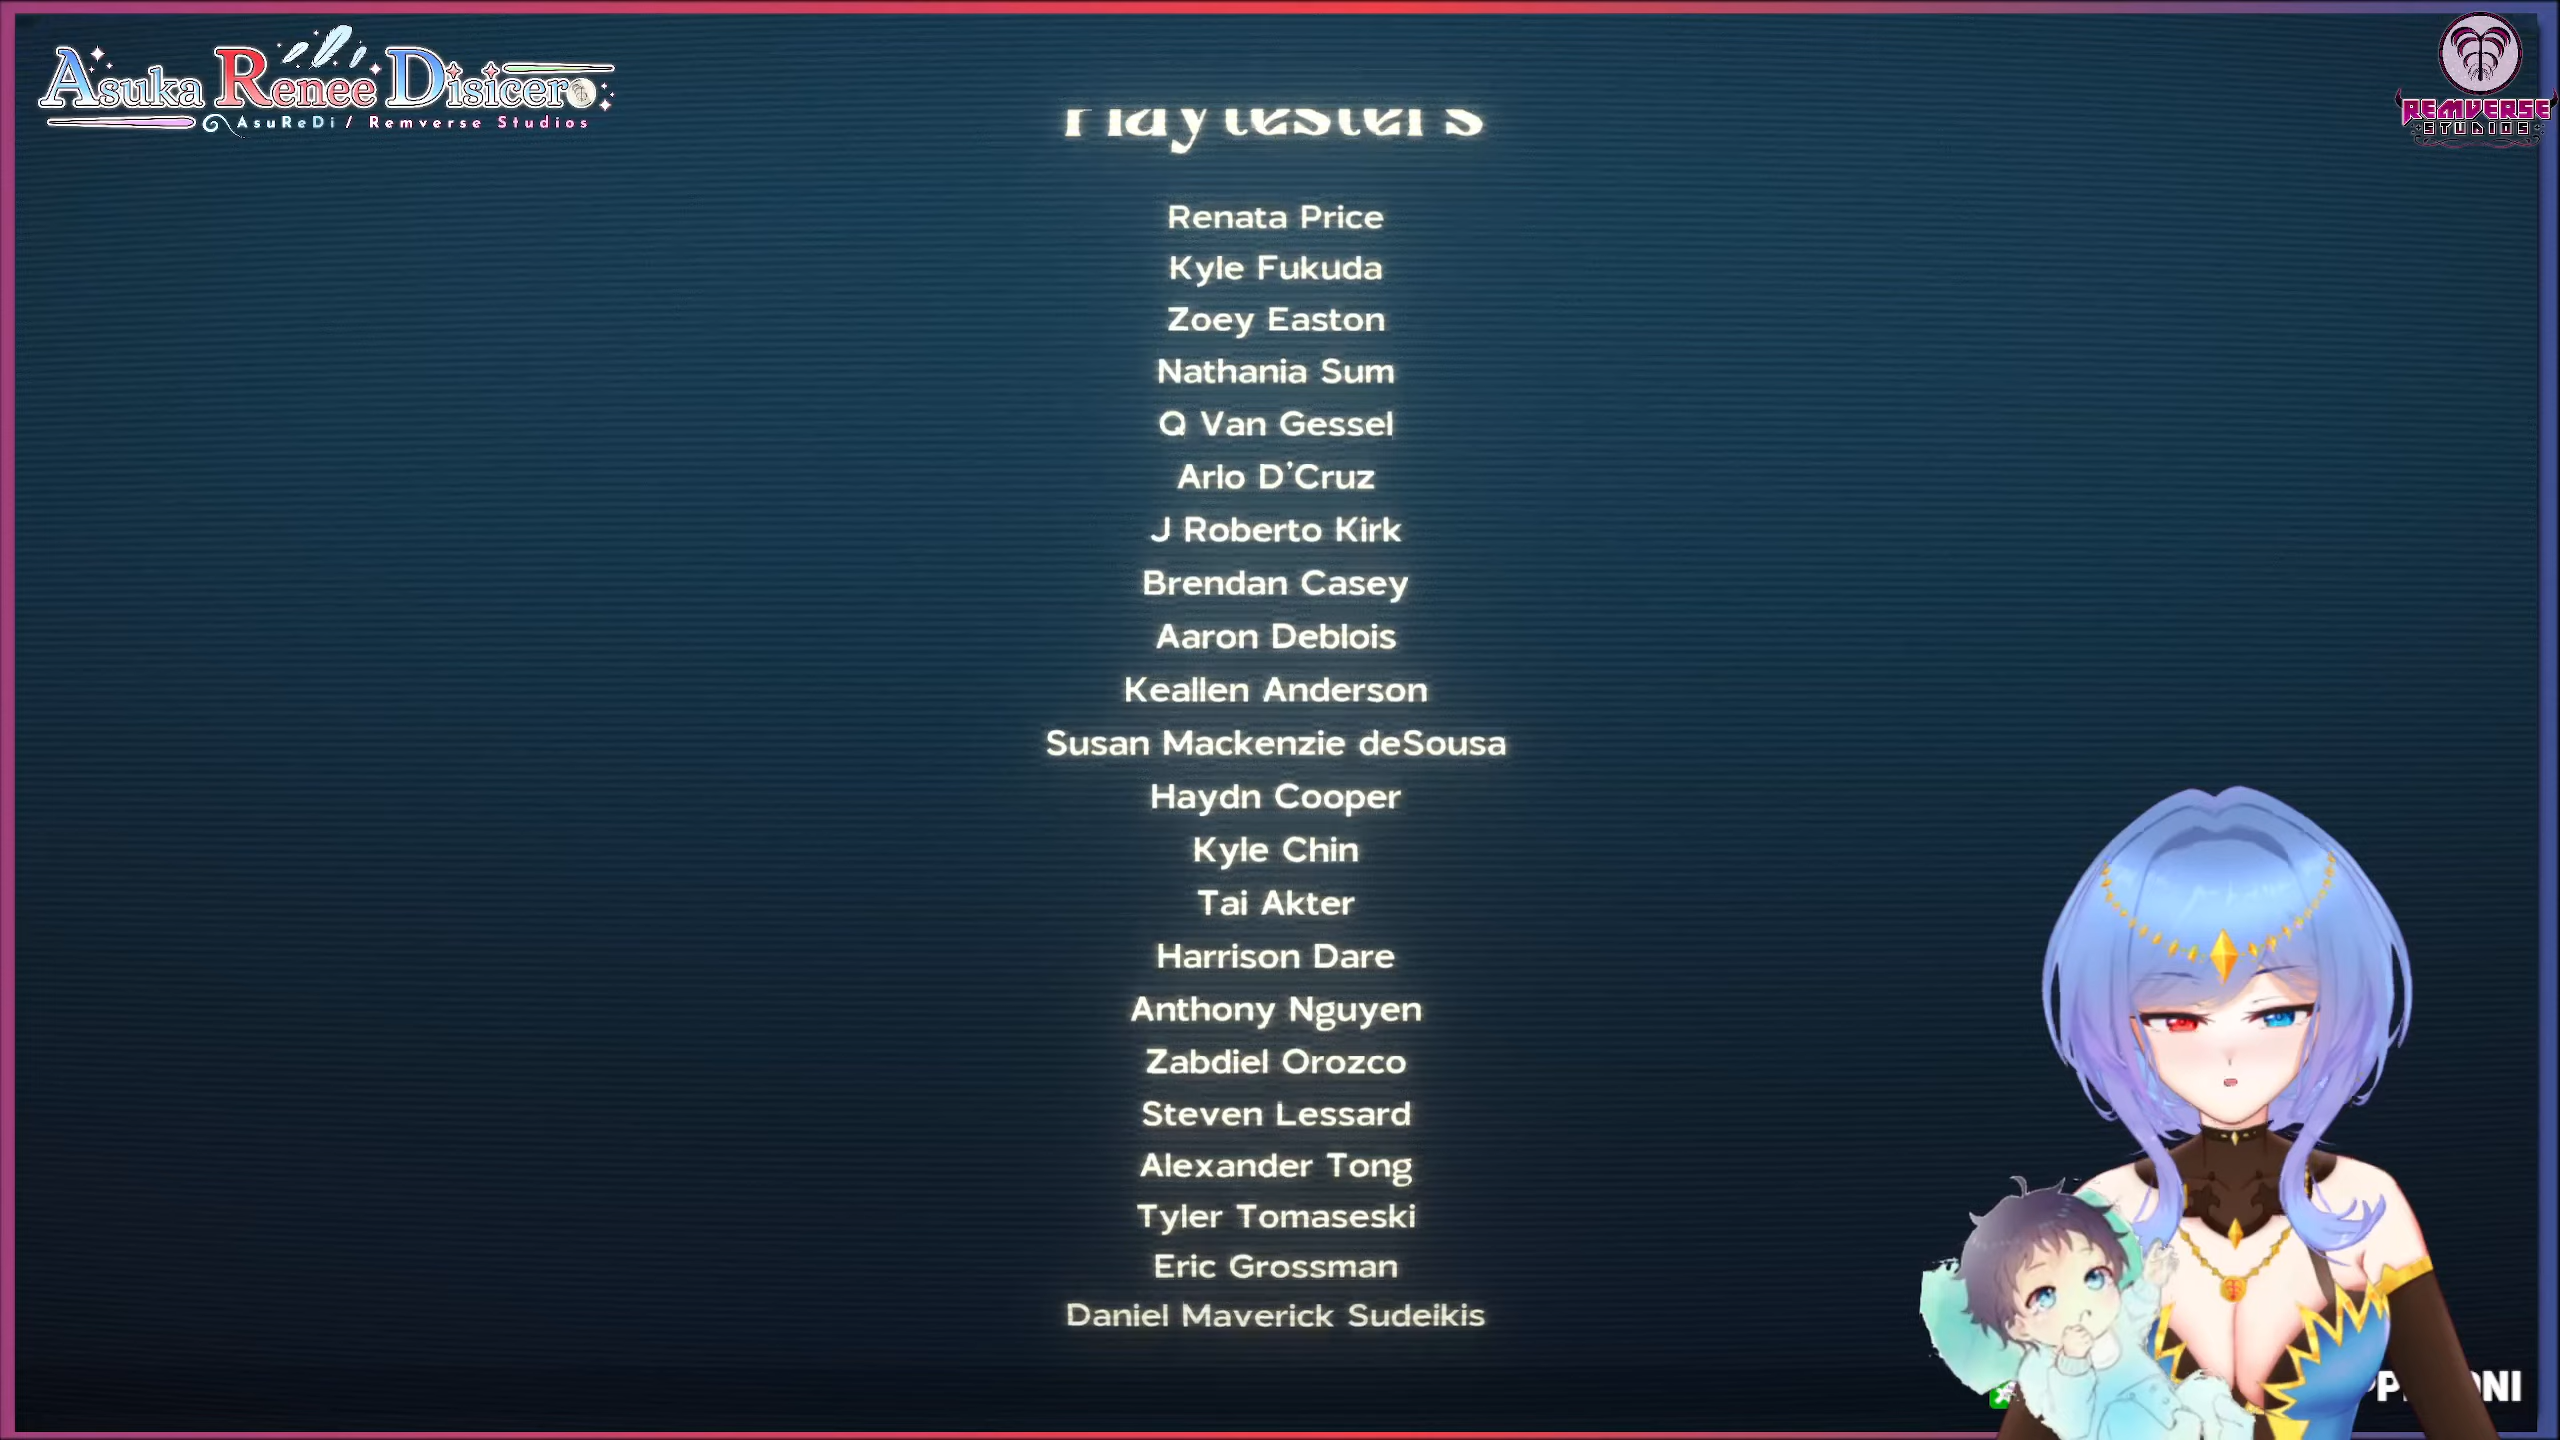 Asuka Renee Disicero
AsuReDi / Remverse Studios
REMVERSE
STUDIOS
Playtesters
Renata Price
Kyle Fukuda
Zoey Easton
Nathania Sum
Q Van Gessel
Arlo D'Cruz
J Roberto Kirk
Brendan Casey
Aaron Deblois
Keallen Anderson
Susan Mackenzie deSousa
Haydn Cooper
Kyle Chin
Tai Akter
Harrison Dare
Anthony Nguyen
Zabdiel Orozco
Steven Lessard
Alexander Tong
Tyler Tomaseski
Eric Grossman
Daniel Maverick Sudeikis